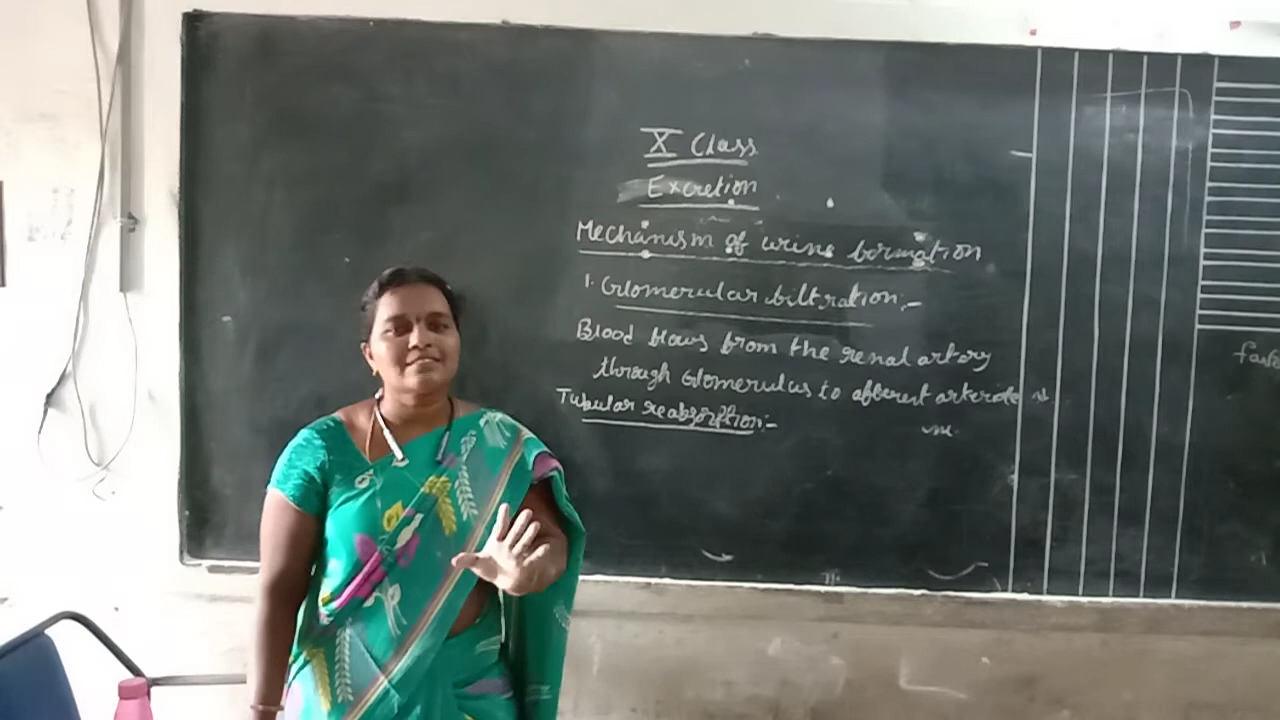 X Class
Excretion
Mechanism of urine formation
1. Glomerular filtration:-
Blood flows from the renal artery
through Glomerulus to afferent arteriole
Tubular reabsorption:-